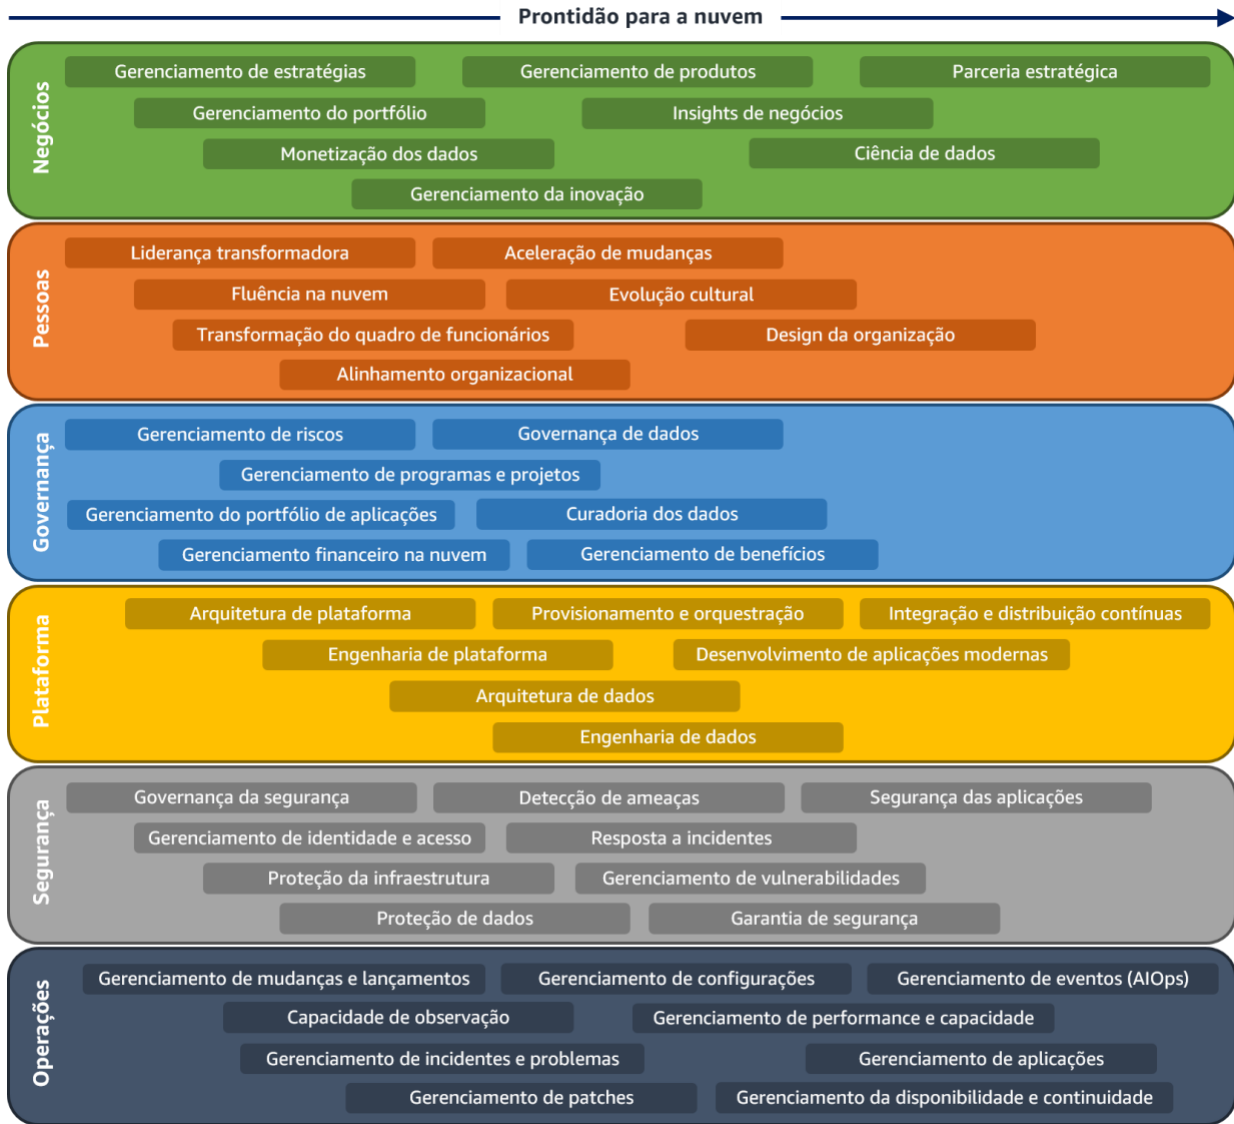 Prontidão para a nuvem
Negócios
Gerenciamento de estratégias
Gerenciamento de produtos
Parceria estratégica
Gerenciamento do portfólio
Insights de negócios
Monetização dos dados
Ciência de dados
Gerenciamento da inovação
Pessoas
Liderança transformadora
Aceleração de mudanças
Fluência na nuvem
Evolução cultural
Transformação do quadro de funcionários
Design da organização
Alinhamento organizacional
Governança
Gerenciamento de riscos
Governança de dados
Gerenciamento de programas e projetos
Gerenciamento do portfólio de aplicações
Curadoria dos dados
Gerenciamento financeiro na nuvem
Gerenciamento de benefícios
Plataforma
Arquitetura de plataforma
Provisionamento e orquestração
Integração e distribuição contínuas
Engenharia de plataforma
Desenvolvimento de aplicações modernas
Arquitetura de dados
Engenharia de dados
Segurança
Governança da segurança
Detecção de ameaças
Segurança das aplicações
Gerenciamento de identidade e acesso
Resposta a incidentes
Proteção da infraestrutura
Gerenciamento de vulnerabilidades
Proteção de dados
Garantia de segurança
Operações
Gerenciamento de mudanças e lançamentos
Gerenciamento de configurações
Gerenciamento de eventos (AIOps)
Capacidade de observação
Gerenciamento de performance e capacidade
Gerenciamento de incidentes e problemas
Gerenciamento de aplicações
Gerenciamento de patches
Gerenciamento da disponibilidade e continuidade